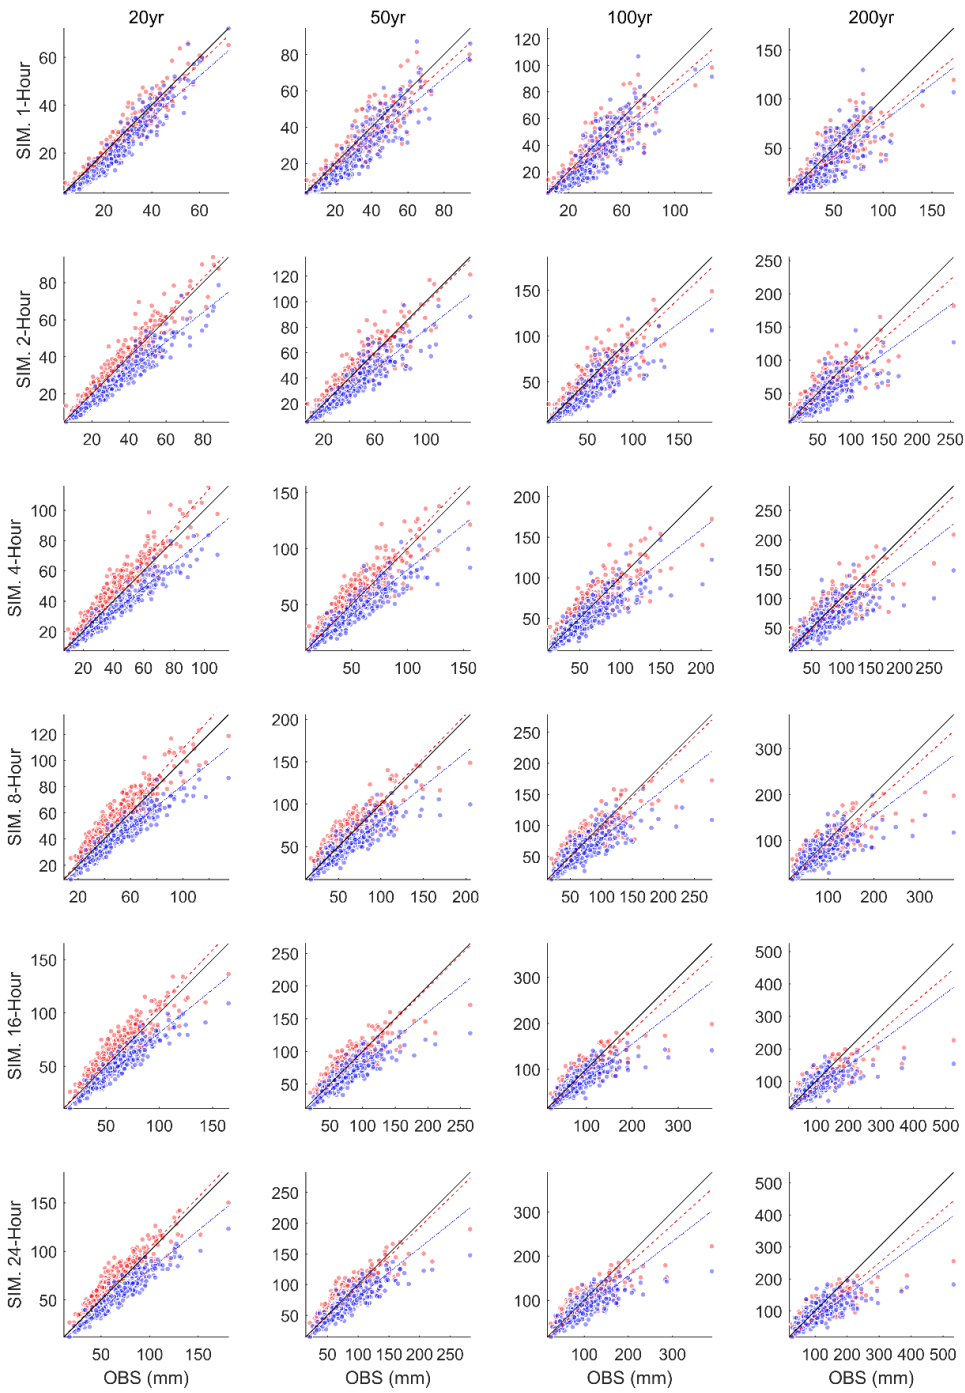 20yr 50yr 100yr 200yr
SIM. 1-Hour
60
40
20
20 40 60
80
60
40
20
20 40 60 80
120
100
80
60
40
20
20 60 100
150
100
50
50 100 150
SIM. 2-Hour
80
60
40
20
20 40 60 80
120
100
80
60
40
20
20 60 100
150
100
50
50 100 150
250
200
150
100
50
50 100 150 200 250
SIM. 4-Hour
100
80
60
40
20
20 40 60 80 100
150
100
50
50 100 150
200
150
100
50
50 100 150 200
250
200
150
100
50
50 100 150 200 250
SIM. 8-Hour
120
100
80
60
40
20
20 60 100
200
150
100
50
50 100 150 200
250
200
150
100
50
50 100 150 200 250
300
200
100
100 200 300
SIM. 16-Hour
150
100
50
50 100 150
250
200
150
100
50
50 100 150 200 250
300
200
100
100 200 300
500
400
300
200
100
100 200 300 400 500
SIM. 24-Hour
150
100
50
50 100 150
OBS (mm)
250
200
150
100
50
50 100 150 200 250
OBS (mm)
300
200
100
100 200 300
OBS (mm)
500
400
300
200
100
100 200 300 400 500
OBS (mm)